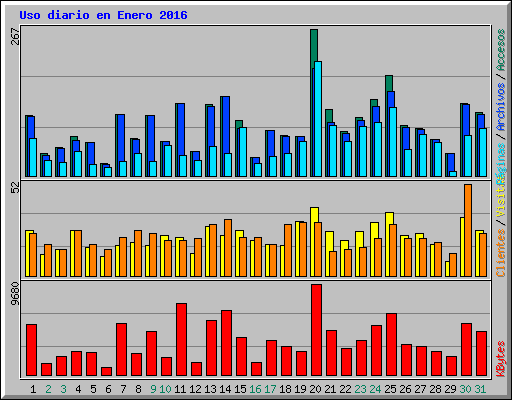 Uso diario en Enero 2016
267
52
9680
Accesos
Archivos /
Clientes / Visitas
KBytes
1 2 3 4 5 6 7 8 9 10 11 12 13 14 15 16 17 18 19 20 21 22 23 24 25 26 27 28 29 30 31